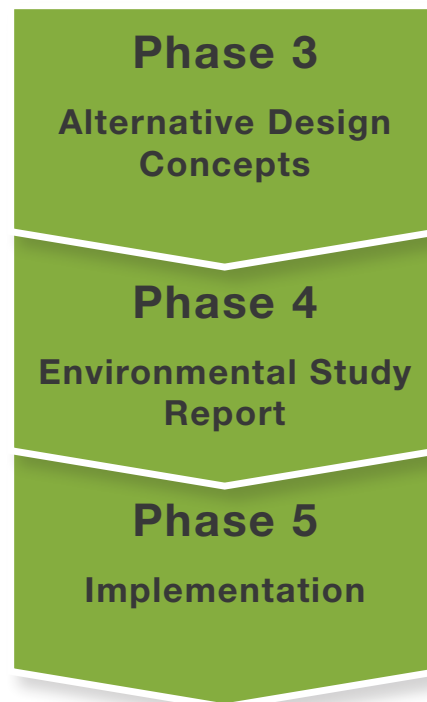 Phase 3
Alternative Design
Concepts
Phase 4
Environmental Study
Report
Phase 5
Implementation